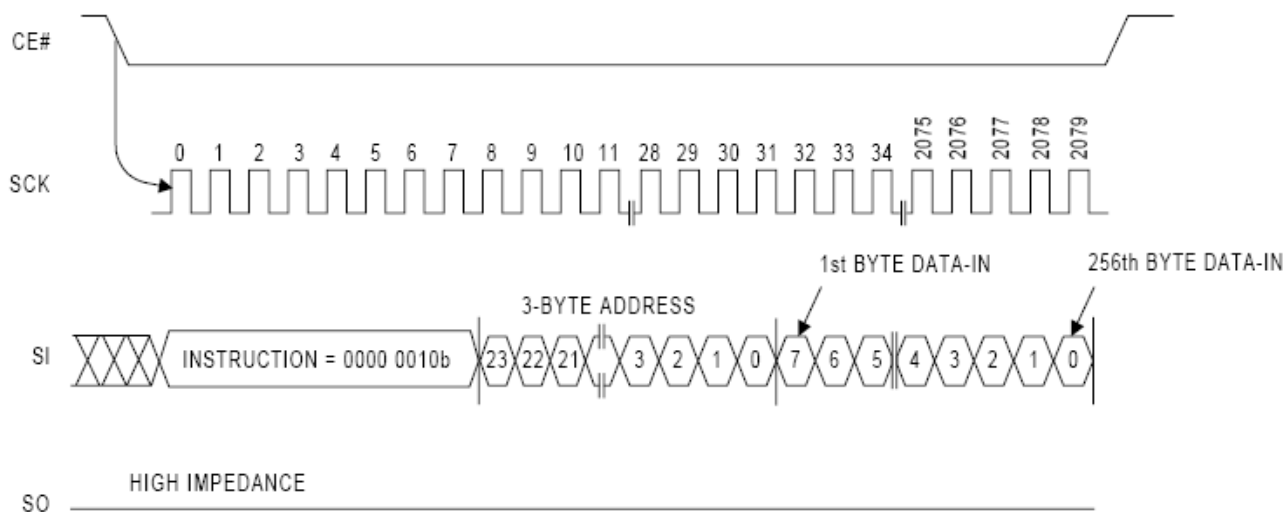 CE#
0 1 2 3 4 5 6 7 8 9 10 11 28 29 30 31 32 33 34 2075 2076 2077 2078 2079
SCK
1st BYTE DATA-IN 256th BYTE DATA-IN
3-BYTE ADDRESS
SI INSTRUCTION = 0000 0010b 23 22 21 3 2 1 0 7 6 5 4 3 2 1 0
HIGH IMPEDANCE
SO